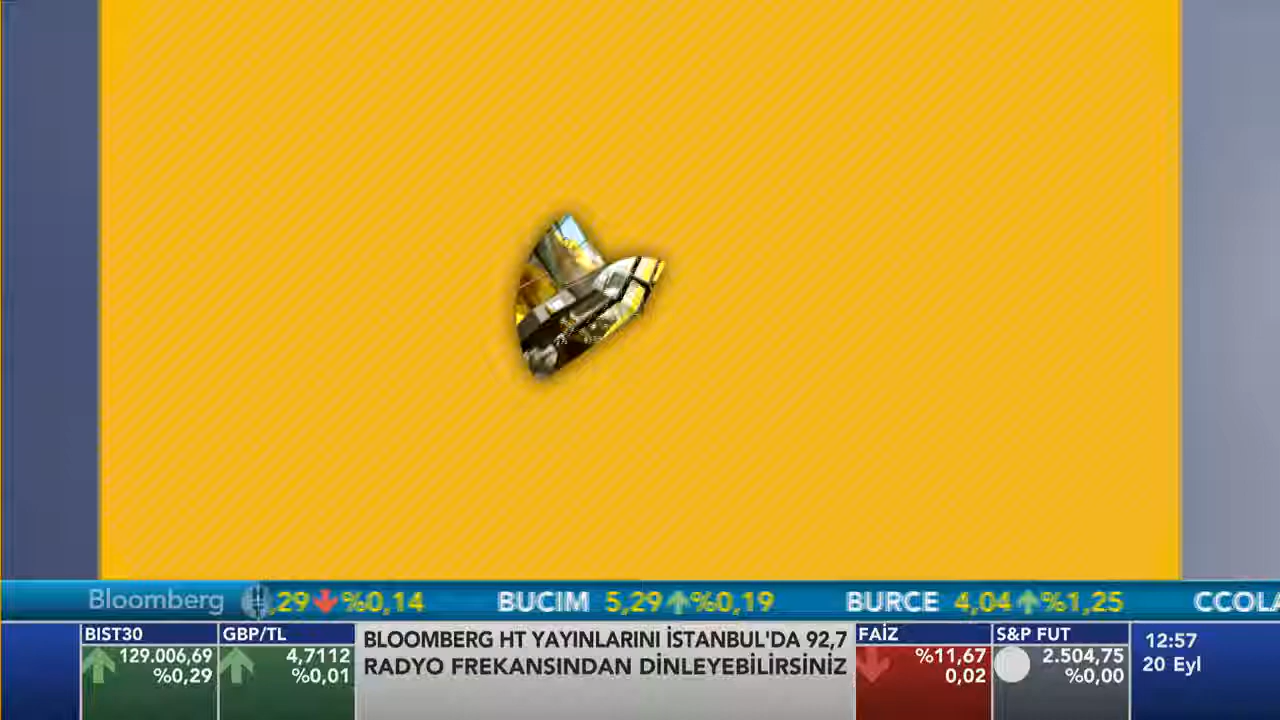 Bloomberg ,29 %0,14 BUCIM 5,29 %0,19 BURCE 4,04 %1,25 CCOLA
BIST30
129.006,69
%0,29
GBP/TL
4,7112
%0,01
BLOOMBERG HT YAYINLARINI İSTANBUL'DA 92,7
RADYO FREKANSINDAN DİNLEYEBİLİRSİNİZ
FAİZ
%11,67
0,02
S&P FUT
2.504,75
%0,00
12:57
20 Eyl